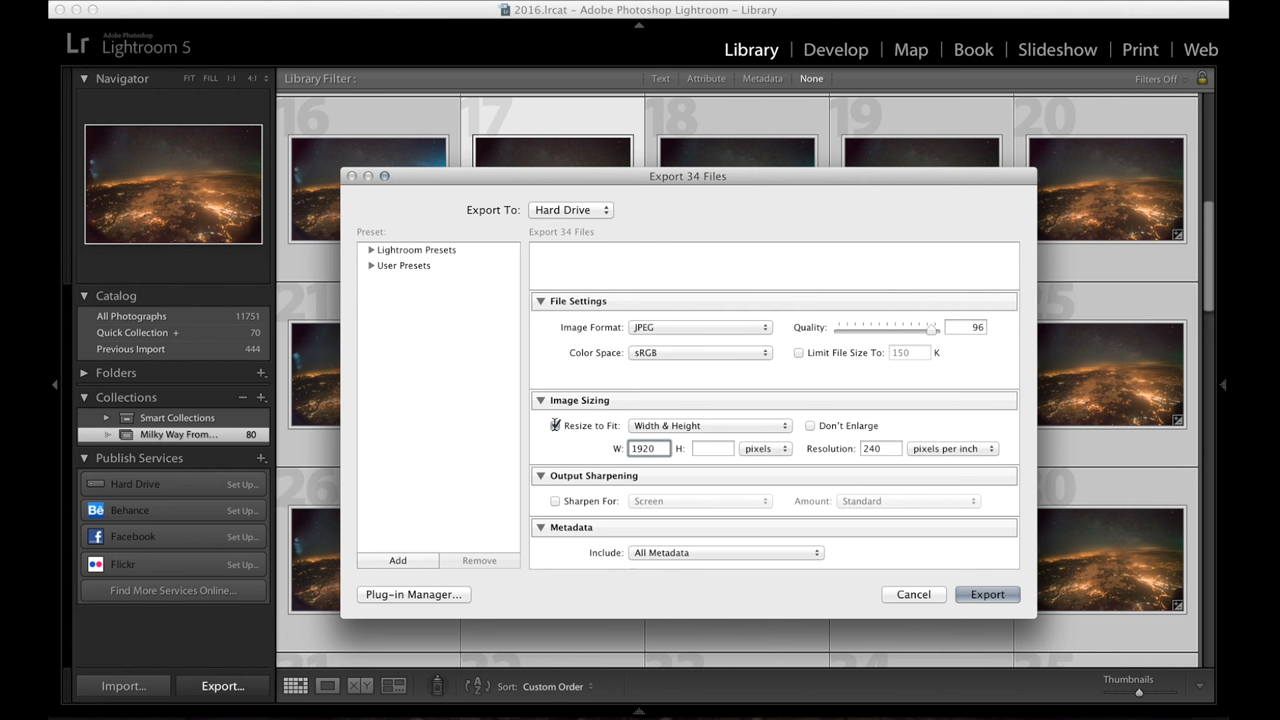 2016.lrcat - Adobe Photoshop Lightroom - Library
Lr
Adobe Photoshop
Lightroom 5
Library | Develop | Map | Book | Slideshow | Print | Web
Navigator FIT FILL 1:1 4:1
Library Filter : Text Attribute Metadata None Filters Off
16 17 18 19 20
Catalog
All Photographs 11751
Quick Collection + 70
Previous Import 444
Folders
Collections
Smart Collections
Milky Way From... 80
Publish Services
Hard Drive Set Up...
Bē Behance Set Up...
f Facebook Set Up...
Flickr Set Up...
Find More Services Online...
Import... Export...
21 25
26 30
Export 34 Files
Export To: Hard Drive
Preset: Export 34 Files
Lightroom Presets
User Presets
File Settings
Image Format: JPEG Quality: 96
Color Space: sRGB Limit File Size To: 150 K
Image Sizing
Resize to Fit: Width & Height Don't Enlarge
W: 1920 H: pixels Resolution: 240 pixels per inch
Output Sharpening
Sharpen For: Screen Amount: Standard
Metadata
Include: All Metadata
Add Remove
Plug-in Manager... Cancel Export
XY Sort: Custom Order Thumbnails